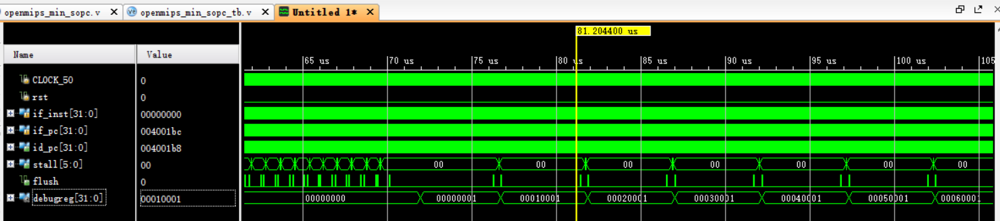 openmips_min_sopc.v × openmips_min_sopc_tb.v × Untitled 1* ×
81.204400 us
Name Value
65 us 70 us 75 us 80 us 85 us 90 us 95 us 100 us 105
CLOCK_50 0
rst 0
if_inst[31:0] 00000000
if_pc[31:0] 004001bc
id_pc[31:0] 004001b8
stall[5:0] 00 00 00 00 00 00 00 00
flush 0
debugreg[31:0] 00010001 00000000 00000001 00010001 00020001 00030001 00040001 00050001 00060001